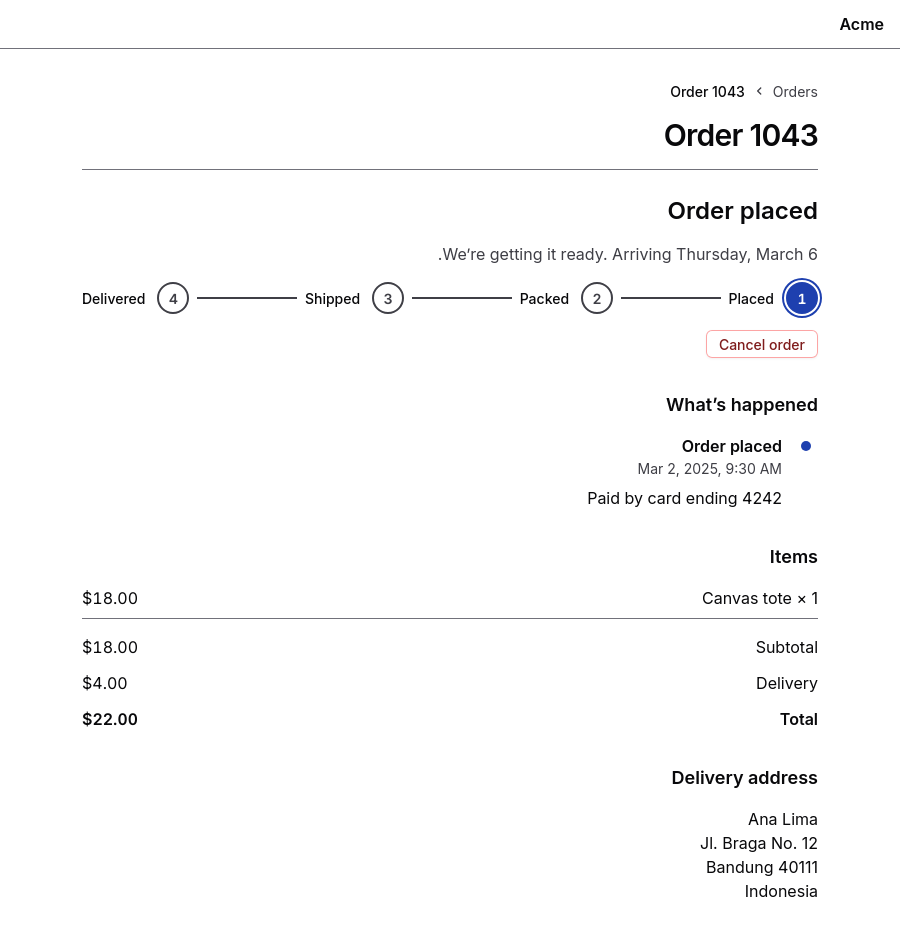 Acme
Orders ‹ Order 1043
Order 1043
Order placed
.We’re getting it ready. Arriving Thursday, March 6
1 Placed 2 Packed 3 Shipped 4 Delivered
Cancel order
What’s happened
Order placed
Mar 2, 2025, 9:30 AM
Paid by card ending 4242
Items
Canvas tote × 1 $18.00
Subtotal $18.00
Delivery $4.00
Total $22.00
Delivery address
Ana Lima
Jl. Braga No. 12
Bandung 40111
Indonesia